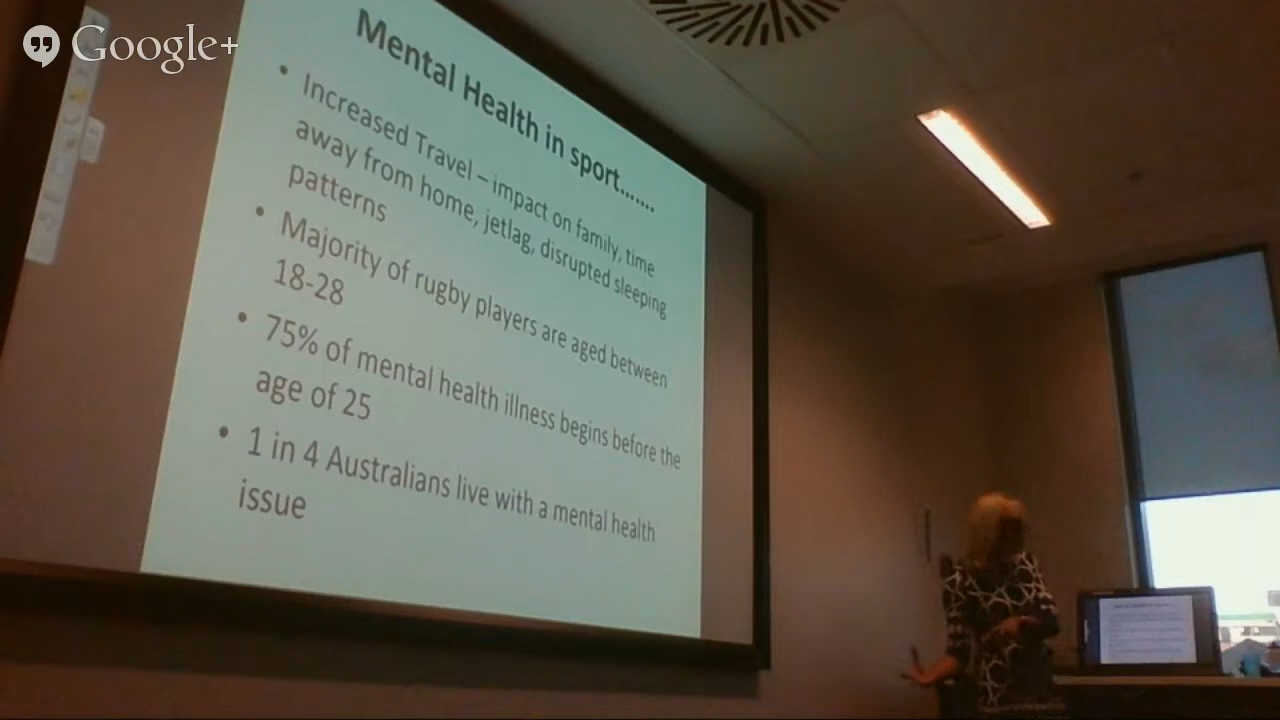 Google+
Mental Health in sport.......
• Increased Travel – impact on family, time
away from home, jetlag, disrupted sleeping
patterns
• Majority of rugby players are aged between
18-28
• 75% of mental health illness begins before the
age of 25
• 1 in 4 Australians live with a mental health
issue